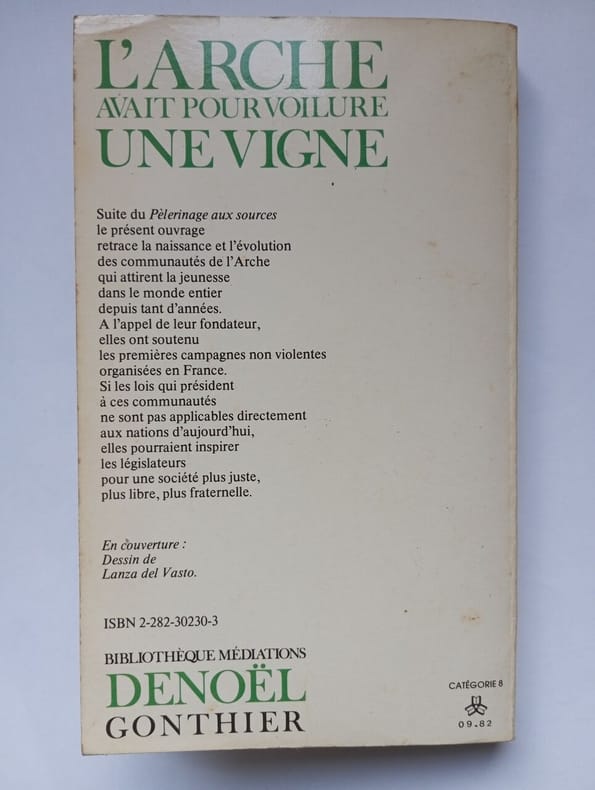 L'ARCHE
AVAIT POUR VOILURE
UNE VIGNE
Suite du Pèlerinage aux sources
le présent ouvrage
retrace la naissance et l'évolution
des communautés de l'Arche
qui attirent la jeunesse
dans le monde entier
depuis tant d'années.
A l'appel de leur fondateur,
elles ont soutenu
les premières campagnes non violentes
organisées en France.
Si les lois qui président
à ces communautés
ne sont pas applicables directement
aux nations d'aujourd'hui,
elles pourraient inspirer
les législateurs
pour une société plus juste,
plus libre, plus fraternelle.
En couverture :
Dessin de
Lanza del Vasto.
ISBN 2-282-30230-3
BIBLIOTHÈQUE MÉDIATIONS
DENOËL
GONTHIER
CATÉGORIE 8
09.82